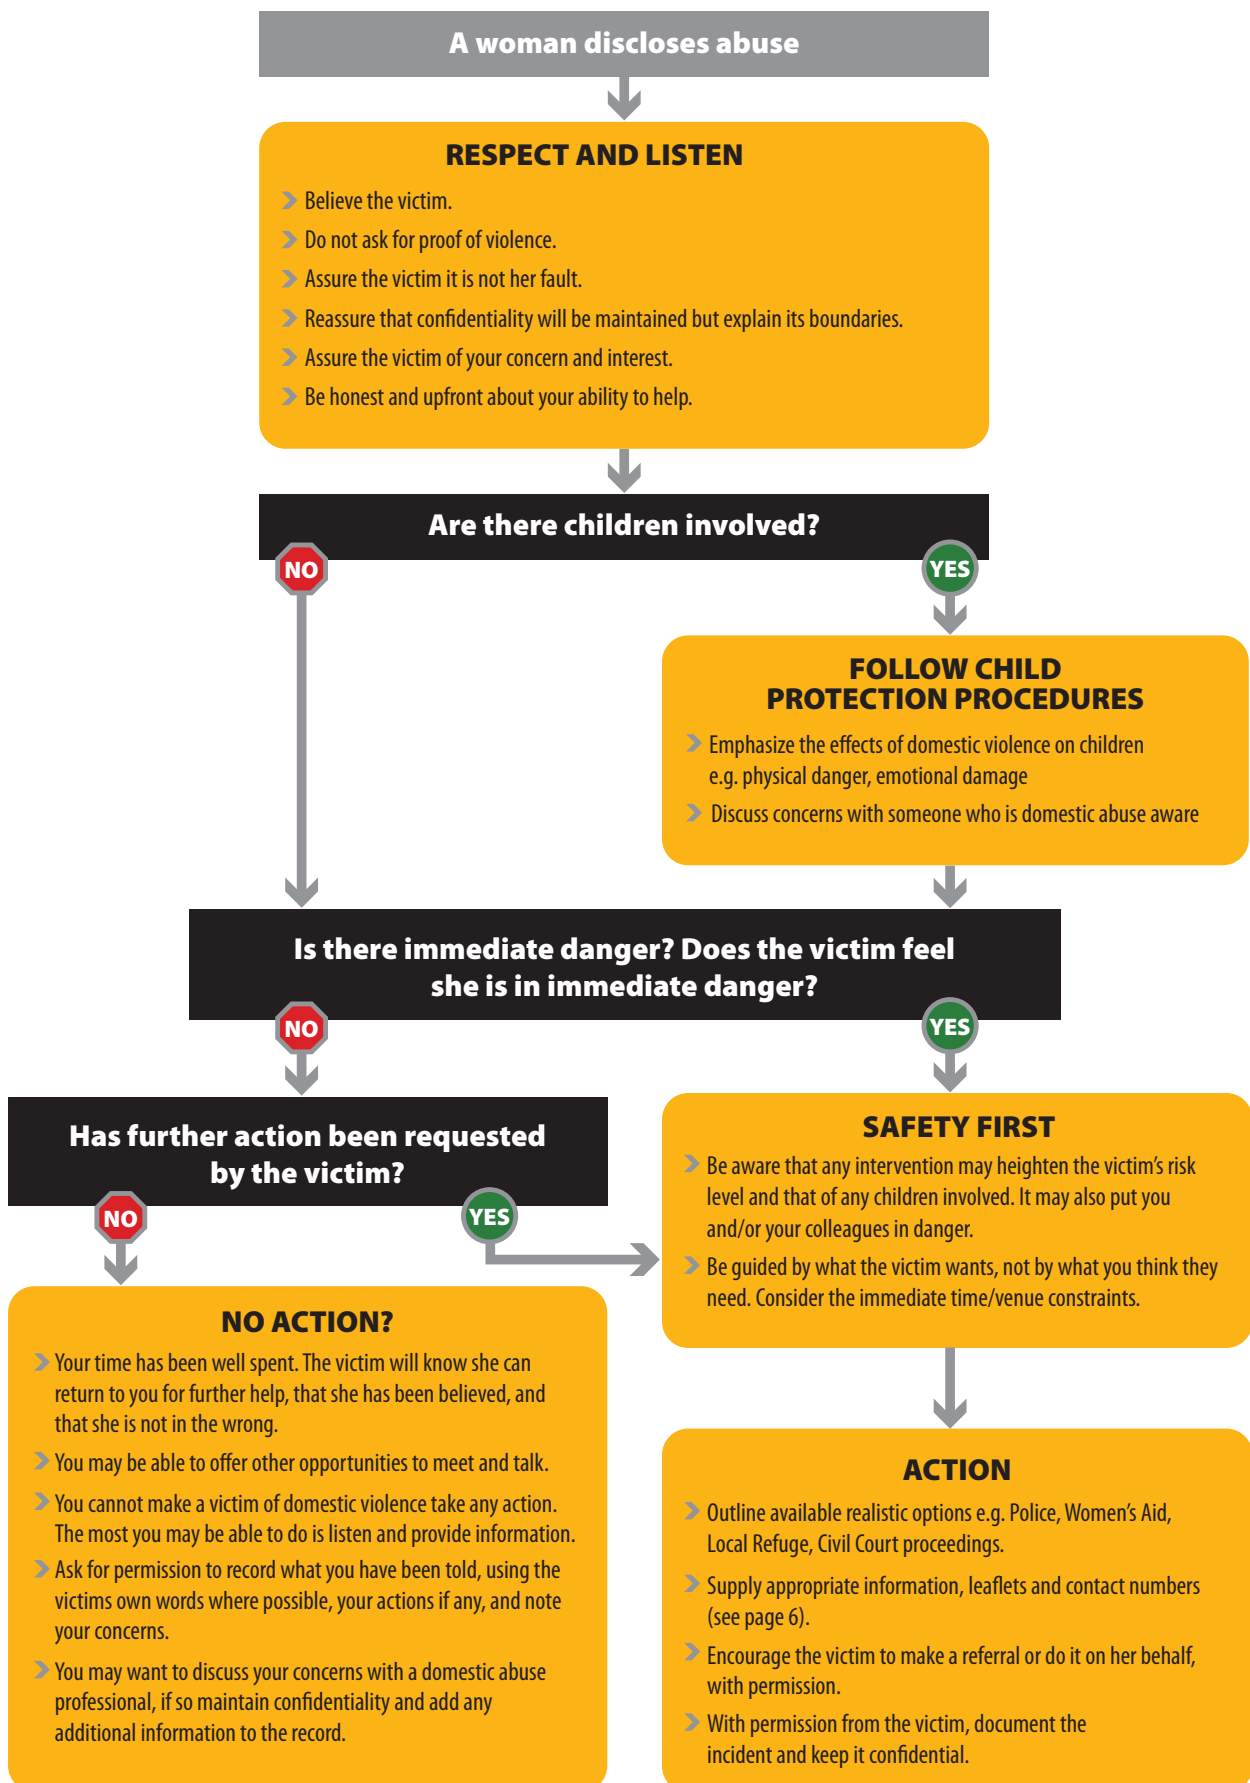 A woman discloses abuse
RESPECT AND LISTEN
Believe the victim.
Do not ask for proof of violence.
Assure the victim it is not her fault.
Reassure that confidentiality will be maintained but explain its boundaries.
Assure the victim of your concern and interest.
Be honest and upfront about your ability to help.
Are there children involved?
NO
YES
FOLLOW CHILD
PROTECTION PROCEDURES
Emphasize the effects of domestic violence on children
e.g. physical danger, emotional damage
Discuss concerns with someone who is domestic abuse aware
Is there immediate danger? Does the victim feel
she is in immediate danger?
NO
YES
Has further action been requested
by the victim?
NO
YES
SAFETY FIRST
Be aware that any intervention may heighten the victim's risk
level and that of any children involved. It may also put you
and/or your colleagues in danger.
Be guided by what the victim wants, not by what you think they
need. Consider the immediate time/venue constraints.
NO ACTION?
Your time has been well spent. The victim will know she can
return to you for further help, that she has been believed, and
that she is not in the wrong.
You may be able to offer other opportunities to meet and talk.
You cannot make a victim of domestic violence take any action.
The most you may be able to do is listen and provide information.
Ask for permission to record what you have been told, using the
victims own words where possible, your actions if any, and note
your concerns.
You may want to discuss your concerns with a domestic abuse
professional, if so maintain confidentiality and add any
additional information to the record.
ACTION
Outline available realistic options e.g. Police, Women's Aid,
Local Refuge, Civil Court proceedings.
Supply appropriate information, leaflets and contact numbers
(see page 6).
Encourage the victim to make a referral or do it on her behalf,
with permission.
With permission from the victim, document the
incident and keep it confidential.